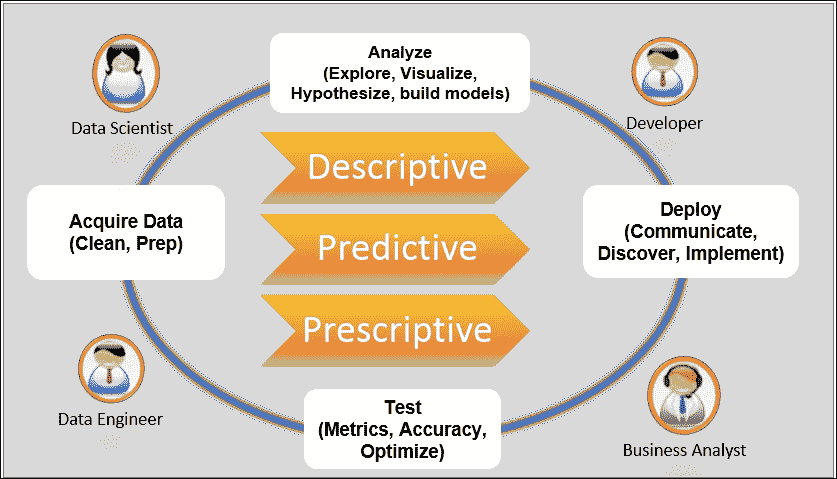 Analyze
(Explore, Visualize,
Hypothesize, build models)
Data Scientist
Developer
Descriptive
Acquire Data
(Clean, Prep)
Predictive
Deploy
(Communicate,
Discover, Implement)
Prescriptive
Data Engineer
Test
(Metrics, Accuracy,
Optimize)
Business Analyst